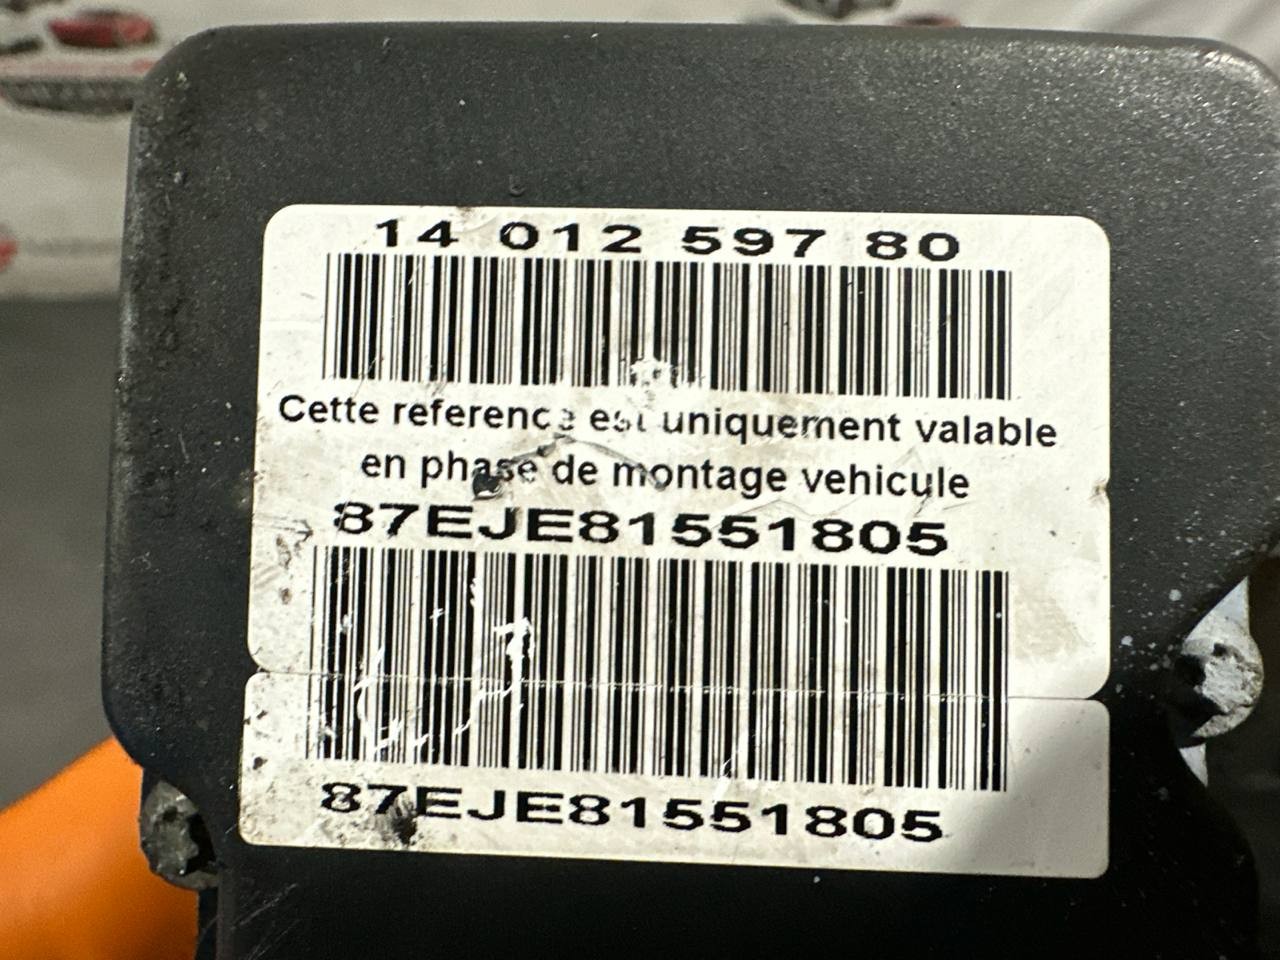 14 012 597 80
Cette reference est uniquement valable
en phase de montage vehicule
87EJE81551805
87EJE81551805